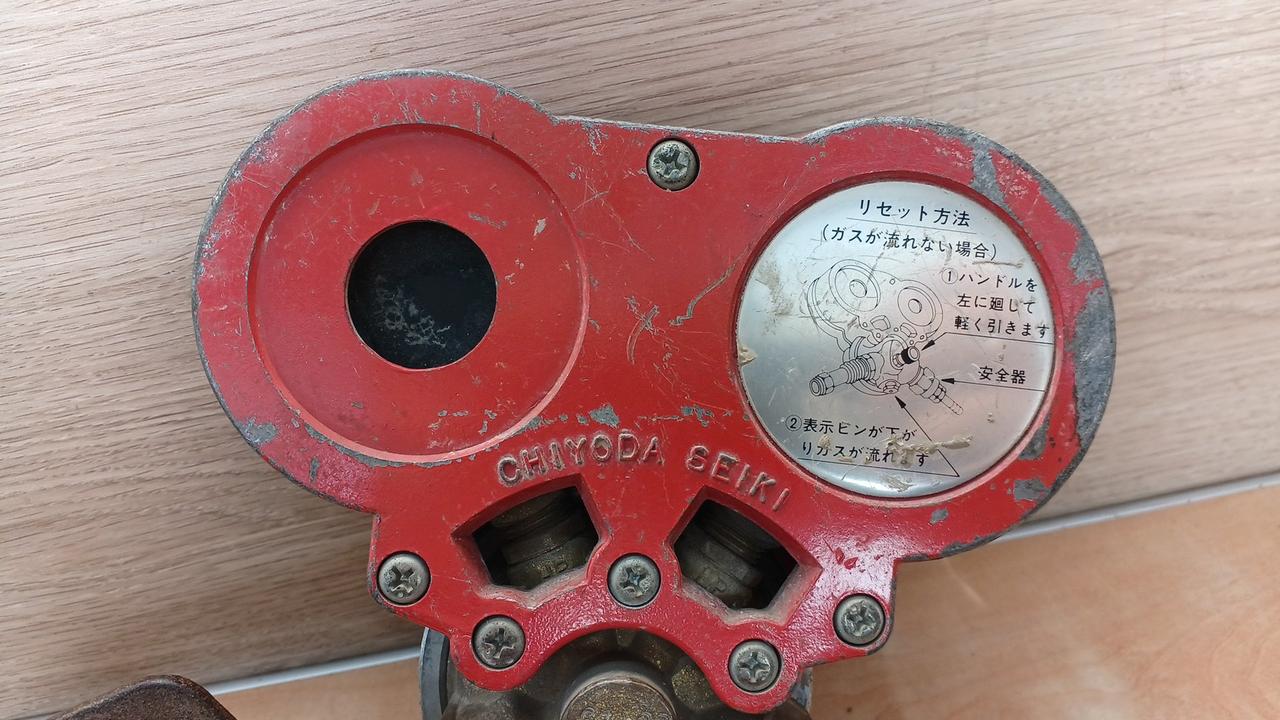 リセット方法
(ガスが流れない場合)
①ハンドルを
左に廻して
軽く引きます
安全器
②表示ピンが下が
りガスが流れます
CHIYODA SEIKI